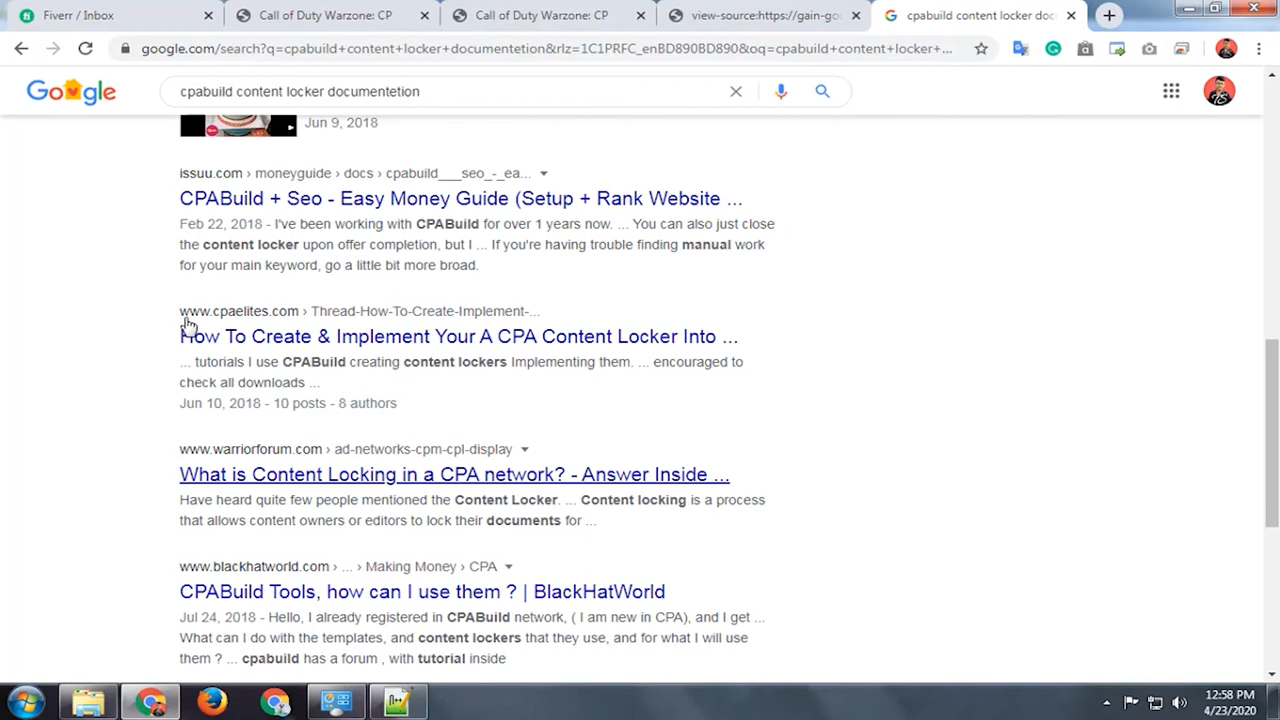 Fiverr / Inbox
Call of Duty Warzone: CP
Call of Duty Warzone: CP
view-source:https://gain-go
cpabuild content locker doc
google.com/search?q=cpabuild+content+locker+documentetion&rlz=1C1PRFC_enBD890BD890&oq=cpabuild+content+locker+...
Google
cpabuild content locker documentetion
Jun 9, 2018
issuu.com › moneyguide › docs › cpabuild___seo_-_ea...
CPABuild + Seo - Easy Money Guide (Setup + Rank Website ...
Feb 22, 2018 - I've been working with CPABuild for over 1 years now. ... You can also just close
the content locker upon offer completion, but I ... If you're having trouble finding manual work
for your main keyword, go a little bit more broad.
www.cpaelites.com › Thread-How-To-Create-Implement-...
How To Create & Implement Your A CPA Content Locker Into ...
... tutorials I use CPABuild creating content lockers Implementing them. ... encouraged to
check all downloads ...
Jun 10, 2018 - 10 posts - 8 authors
www.warriorforum.com › ad-networks-cpm-cpl-display
What is Content Locking in a CPA network? - Answer Inside ...
Have heard quite few people mentioned the Content Locker. ... Content locking is a process
that allows content owners or editors to lock their documents for ...
www.blackhatworld.com › ... › Making Money › CPA
CPABuild Tools, how can I use them ? | BlackHatWorld
Jul 24, 2018 - Hello, I already registered in CPABuild network, ( I am new in CPA), and I get ...
What can I do with the templates, and content lockers that they use, and for what I will use
them ? ... cpabuild has a forum , with tutorial inside
12:58 PM
4/23/2020